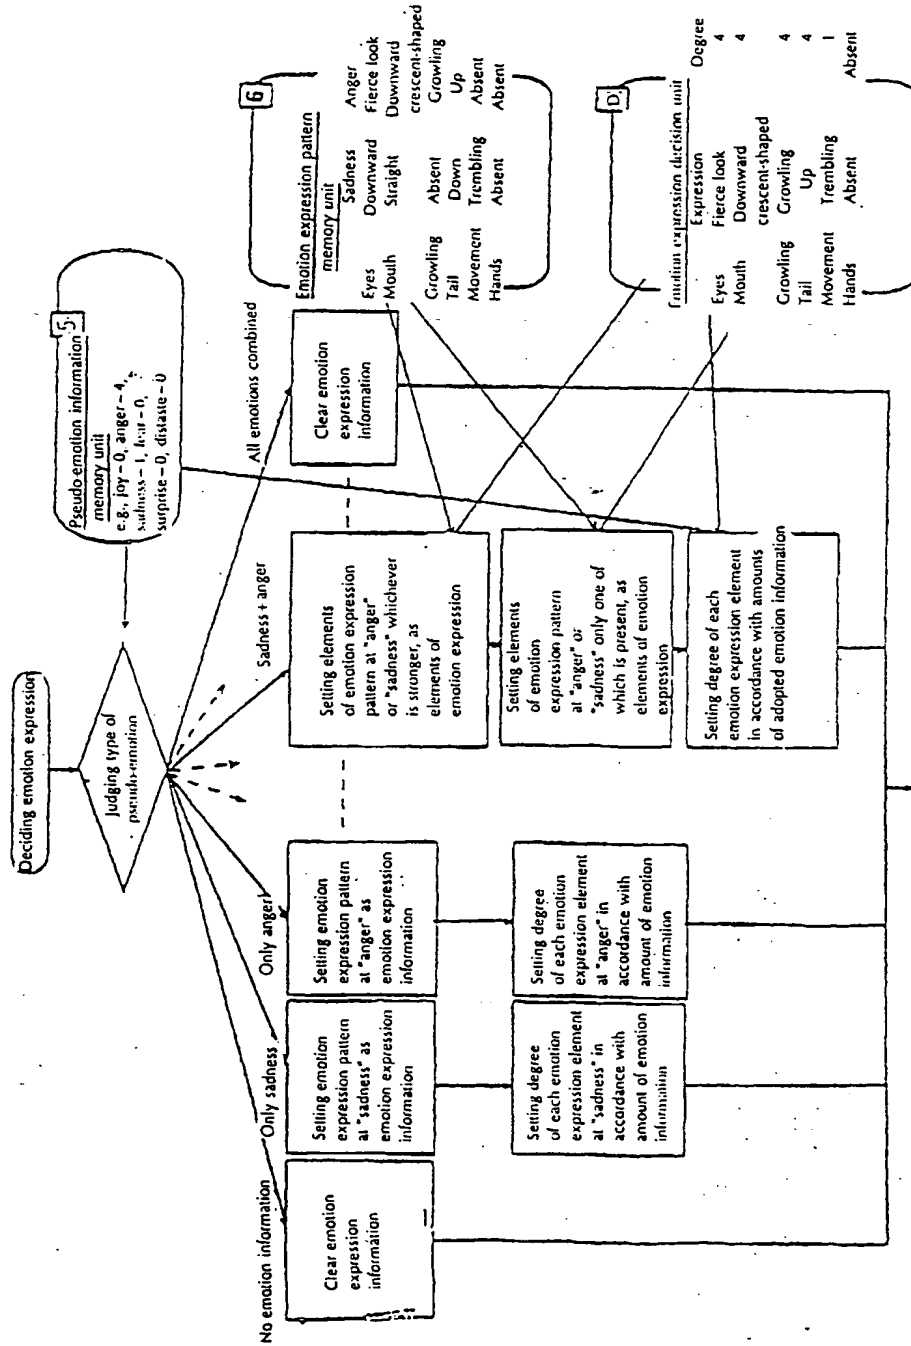 Deciding emotion expression
Judging type of
pseudo-emotion
5
Pseudo-emotion information
memory unit
e.g., joy – 0, anger – 4,
sadness – 1, fear – 0,
surprise – 0, distaste – 0
No emotion information
Only sadness
Only anger
Sadness + anger
All emotions combined
Clear emotion
expression
information
Setting emotion
expression pattern
at "sadness" as
emotion expression
information
Setting degree
of each emotion
expression element
at "sadness" in
accordance with
amount of emotion
information
Setting emotion
expression pattern
at "anger" as
emotion expression
information
Setting degree
of each emotion
expression element
at "anger" in
accordance with
amount of emotion
information
Setting elements
of emotion expression
pattern at "anger"
or "sadness" whichever
is stronger, as
elements of
emotion expression
Setting elements
of emotion
expression pattern
at "anger" or
"sadness" only one of
which is present, as
elements of emotion
expression
Setting degree of each
emotion expression element
in accordance with amounts
of adopted emotion information
Clear emotion
expression
information
6
Emotion expression pattern
memory unit
Sadness Anger
Eyes Downward Fierce look
Mouth Straight Downward
crescent-shaped
Growling Absent Growling
Tail Down Up
Movement Trembling Absent
Hands Absent Absent
D
Emotion expression decision unit
Expression Degree
Eyes Fierce look 4
Mouth Downward 4
crescent-shaped
Growling Growling 4
Tail Up 4
Movement Trembling 1
Hands Absent Absent